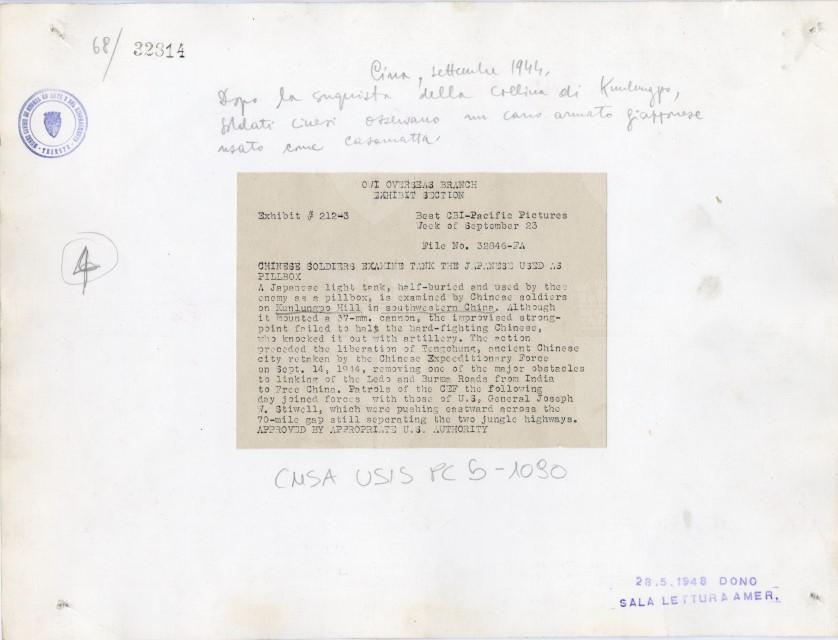 68/ 32314
Cina, settembre 1944.
Dopo la conquista della collina di Kunlungpo,
soldati cinesi osservano un carro armato giapponese
usato come casamatta.
OWI OVERSEAS BRANCH
EXHIBIT SECTION
Exhibit # 212-3 Best CBI-Pacific Pictures
Week of September 23
File No. 32846-FA
CHINESE SOLDIERS EXAMINE TANK THE JAPANESE USED AS
PILLBOX
A Japanese light tank, half-buried and used by thee
enemy as a pillbox, is examined by Chinese soldiers
on Kunlungpo Hill in southwestern China. Although
it mounted a 37-mm. cannon, the improvised strong-
point failed to halt the hard-fighting Chinese,
who knocked it out with artillery. The action
preceded the liberation of Tengchung, ancient Chinese
city retaken by the Chinese Expeeditionary Force
on Sept. 14, 1944, removing one of the major obstacles
to linking of the Ledo and Burma Roads from India
to Free China. Patrols of the CEF the following
day joined forces with those of U.S. General Joseph
W. Stiwell, which were pushing eastward across the
70-mile gap still seperating the two jungle highways.
APPROVED BY APPROPRIATE U.S. AUTHORITY
4
CMSA USIS PC 5-1090
28.5.1948 DONO
SALA LETTURA AMER.